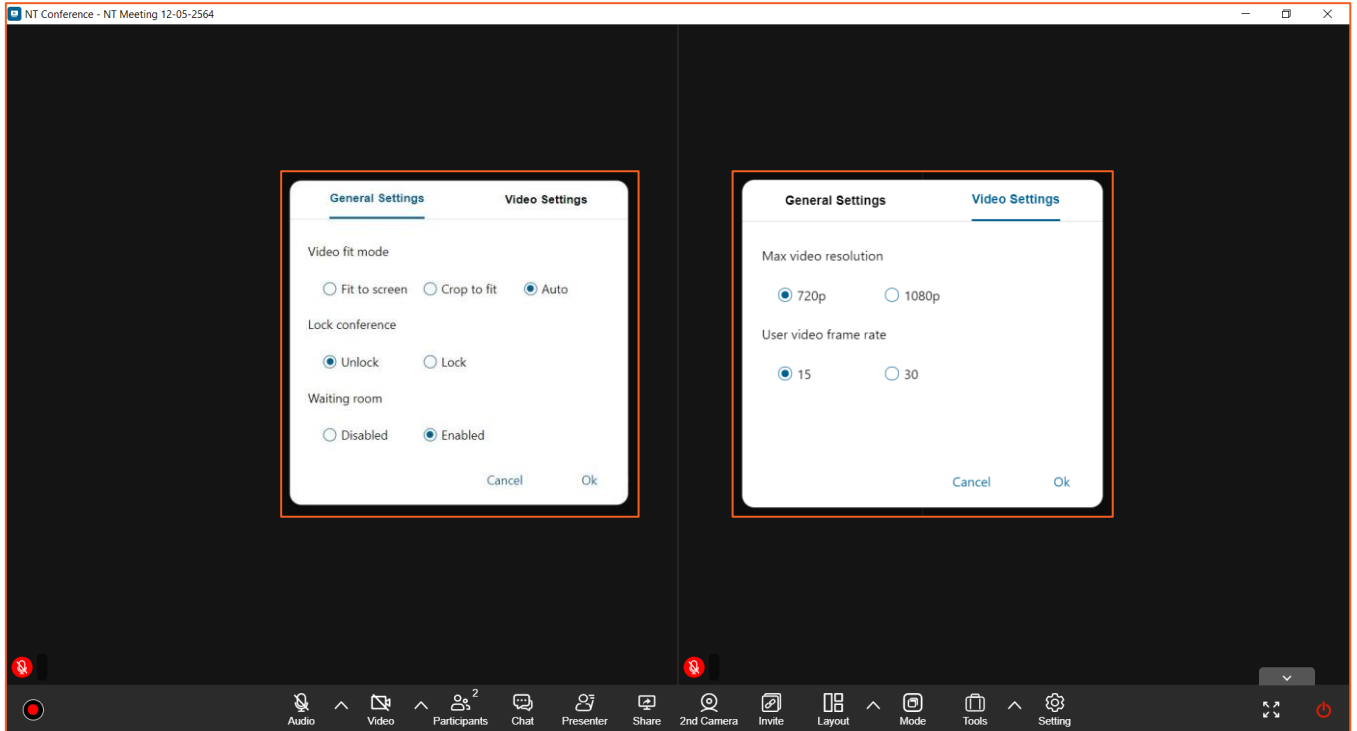 NT Conference - NT Meeting 12-05-2564
General Settings Video Settings
Video fit mode
Fit to screen Crop to fit Auto
Lock conference
Unlock Lock
Waiting room
Disabled Enabled
Cancel Ok
General Settings Video Settings
Max video resolution
720p 1080p
User video frame rate
15 30
Cancel Ok
2
Audio Video Participants Chat Presenter Share 2nd Camera Invite Layout Mode Tools Setting